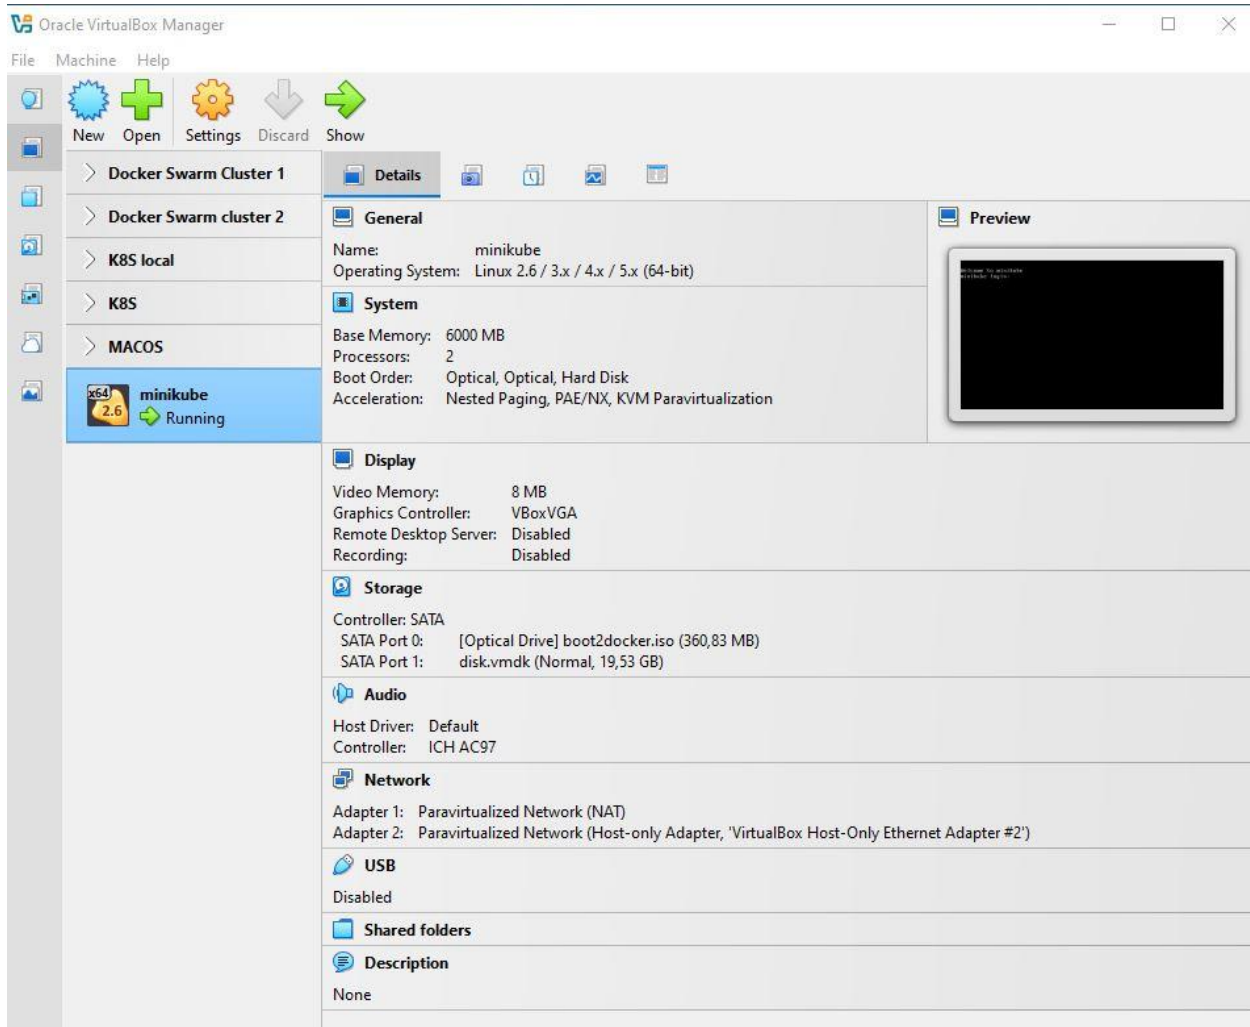 Oracle VirtualBox Manager
File Machine Help
New Open Settings Discard Show
Docker Swarm Cluster 1
Docker Swarm cluster 2
K8S local
K8S
MACOS
x64
2.6
minikube
Running
Details
General
Name: minikube
Operating System: Linux 2.6 / 3.x / 4.x / 5.x (64-bit)
System
Base Memory: 6000 MB
Processors: 2
Boot Order: Optical, Optical, Hard Disk
Acceleration: Nested Paging, PAE/NX, KVM Paravirtualization
Preview
Welcome to minikube
minikube login:
Display
Video Memory: 8 MB
Graphics Controller: VBoxVGA
Remote Desktop Server: Disabled
Recording: Disabled
Storage
Controller: SATA
SATA Port 0: [Optical Drive] boot2docker.iso (360,83 MB)
SATA Port 1: disk.vmdk (Normal, 19,53 GB)
Audio
Host Driver: Default
Controller: ICH AC97
Network
Adapter 1: Paravirtualized Network (NAT)
Adapter 2: Paravirtualized Network (Host-only Adapter, 'VirtualBox Host-Only Ethernet Adapter #2')
USB
Disabled
Shared folders
Description
None